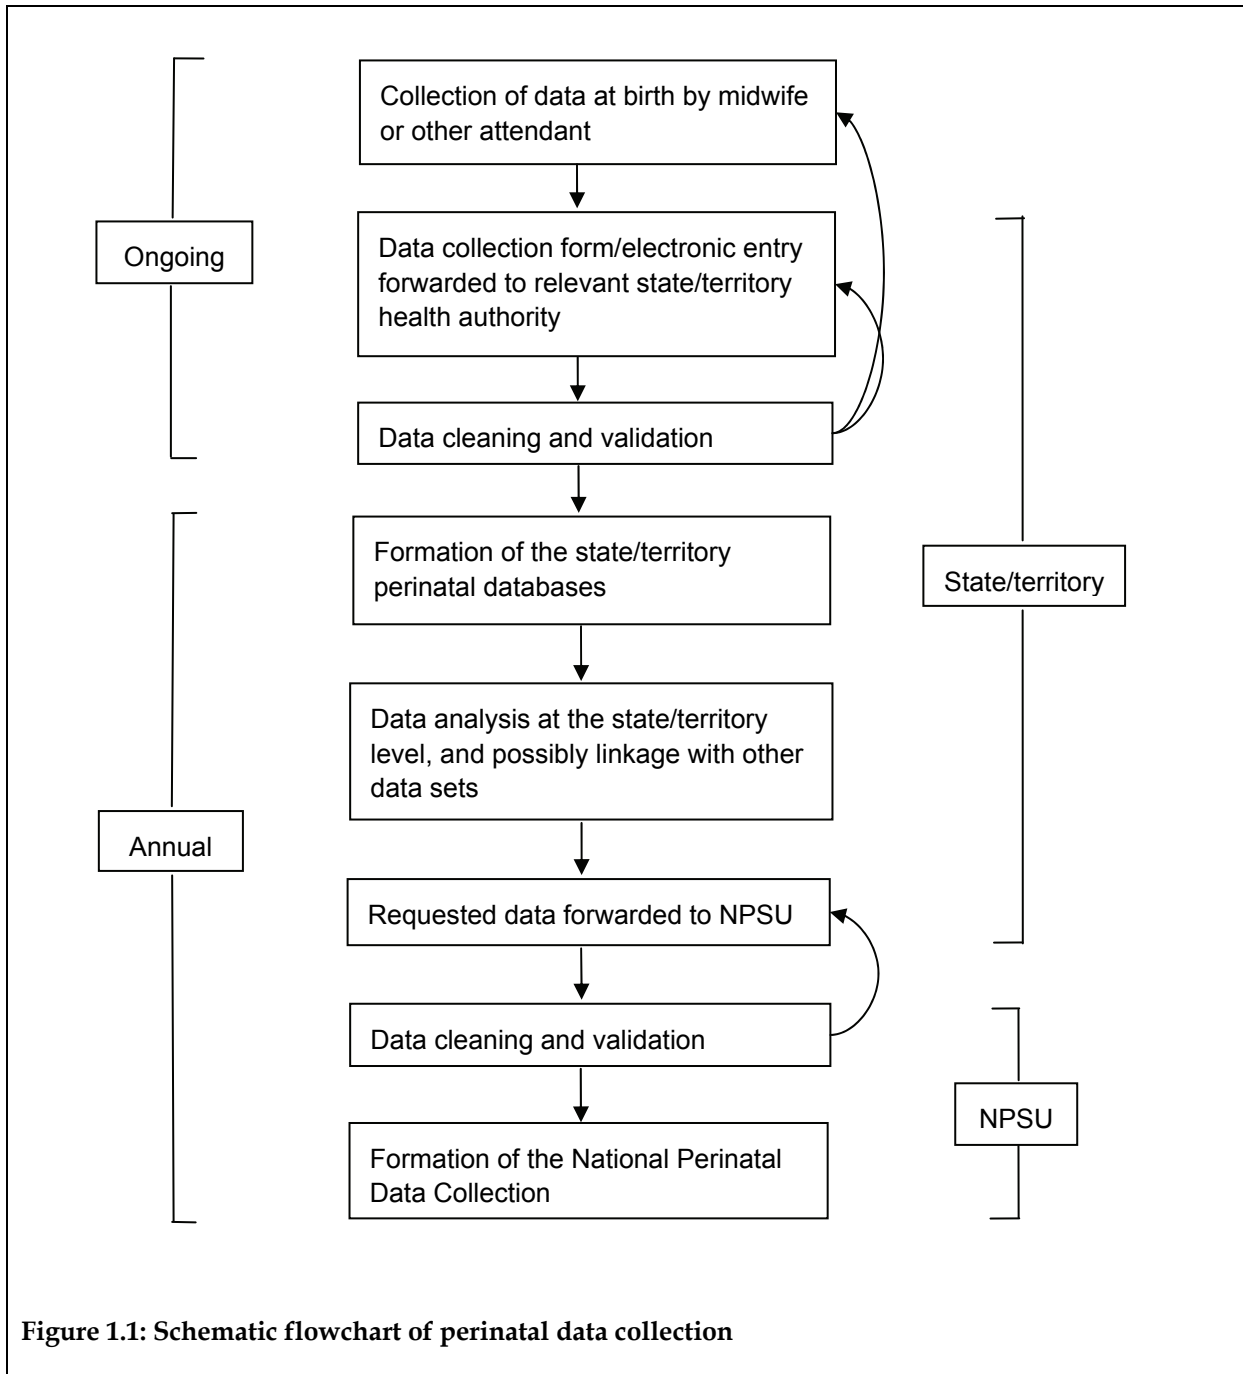 Collection of data at birth by midwife
or other attendant
Ongoing
Data collection form/electronic entry
forwarded to relevant state/territory
health authority
Data cleaning and validation
Formation of the state/territory
perinatal databases
State/territory
Data analysis at the state/territory
level, and possibly linkage with other
data sets
Annual
Requested data forwarded to NPSU
Data cleaning and validation
NPSU
Formation of the National Perinatal
Data Collection
Figure 1.1: Schematic flowchart of perinatal data collection